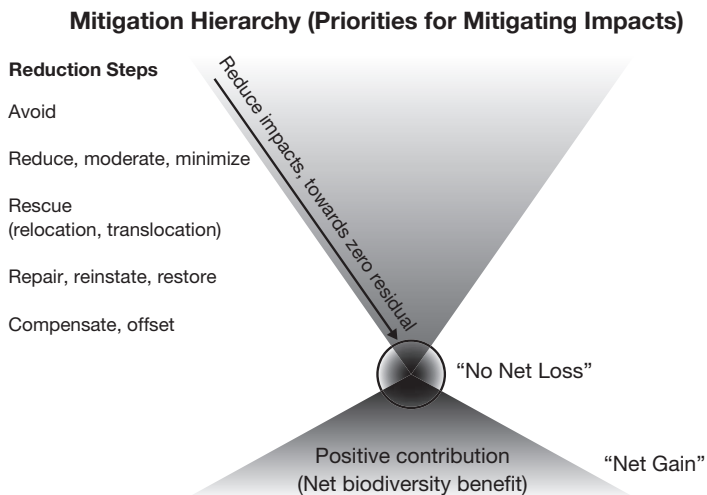 Mitigation Hierarchy (Priorities for Mitigating Impacts)
Reduction Steps
Avoid
Reduce, moderate, minimize
Rescue
(relocation, translocation)
Repair, reinstate, restore
Compensate, offset
Reduce impacts, towards zero residual
“No Net Loss”
Positive contribution
(Net biodiversity benefit)
“Net Gain”